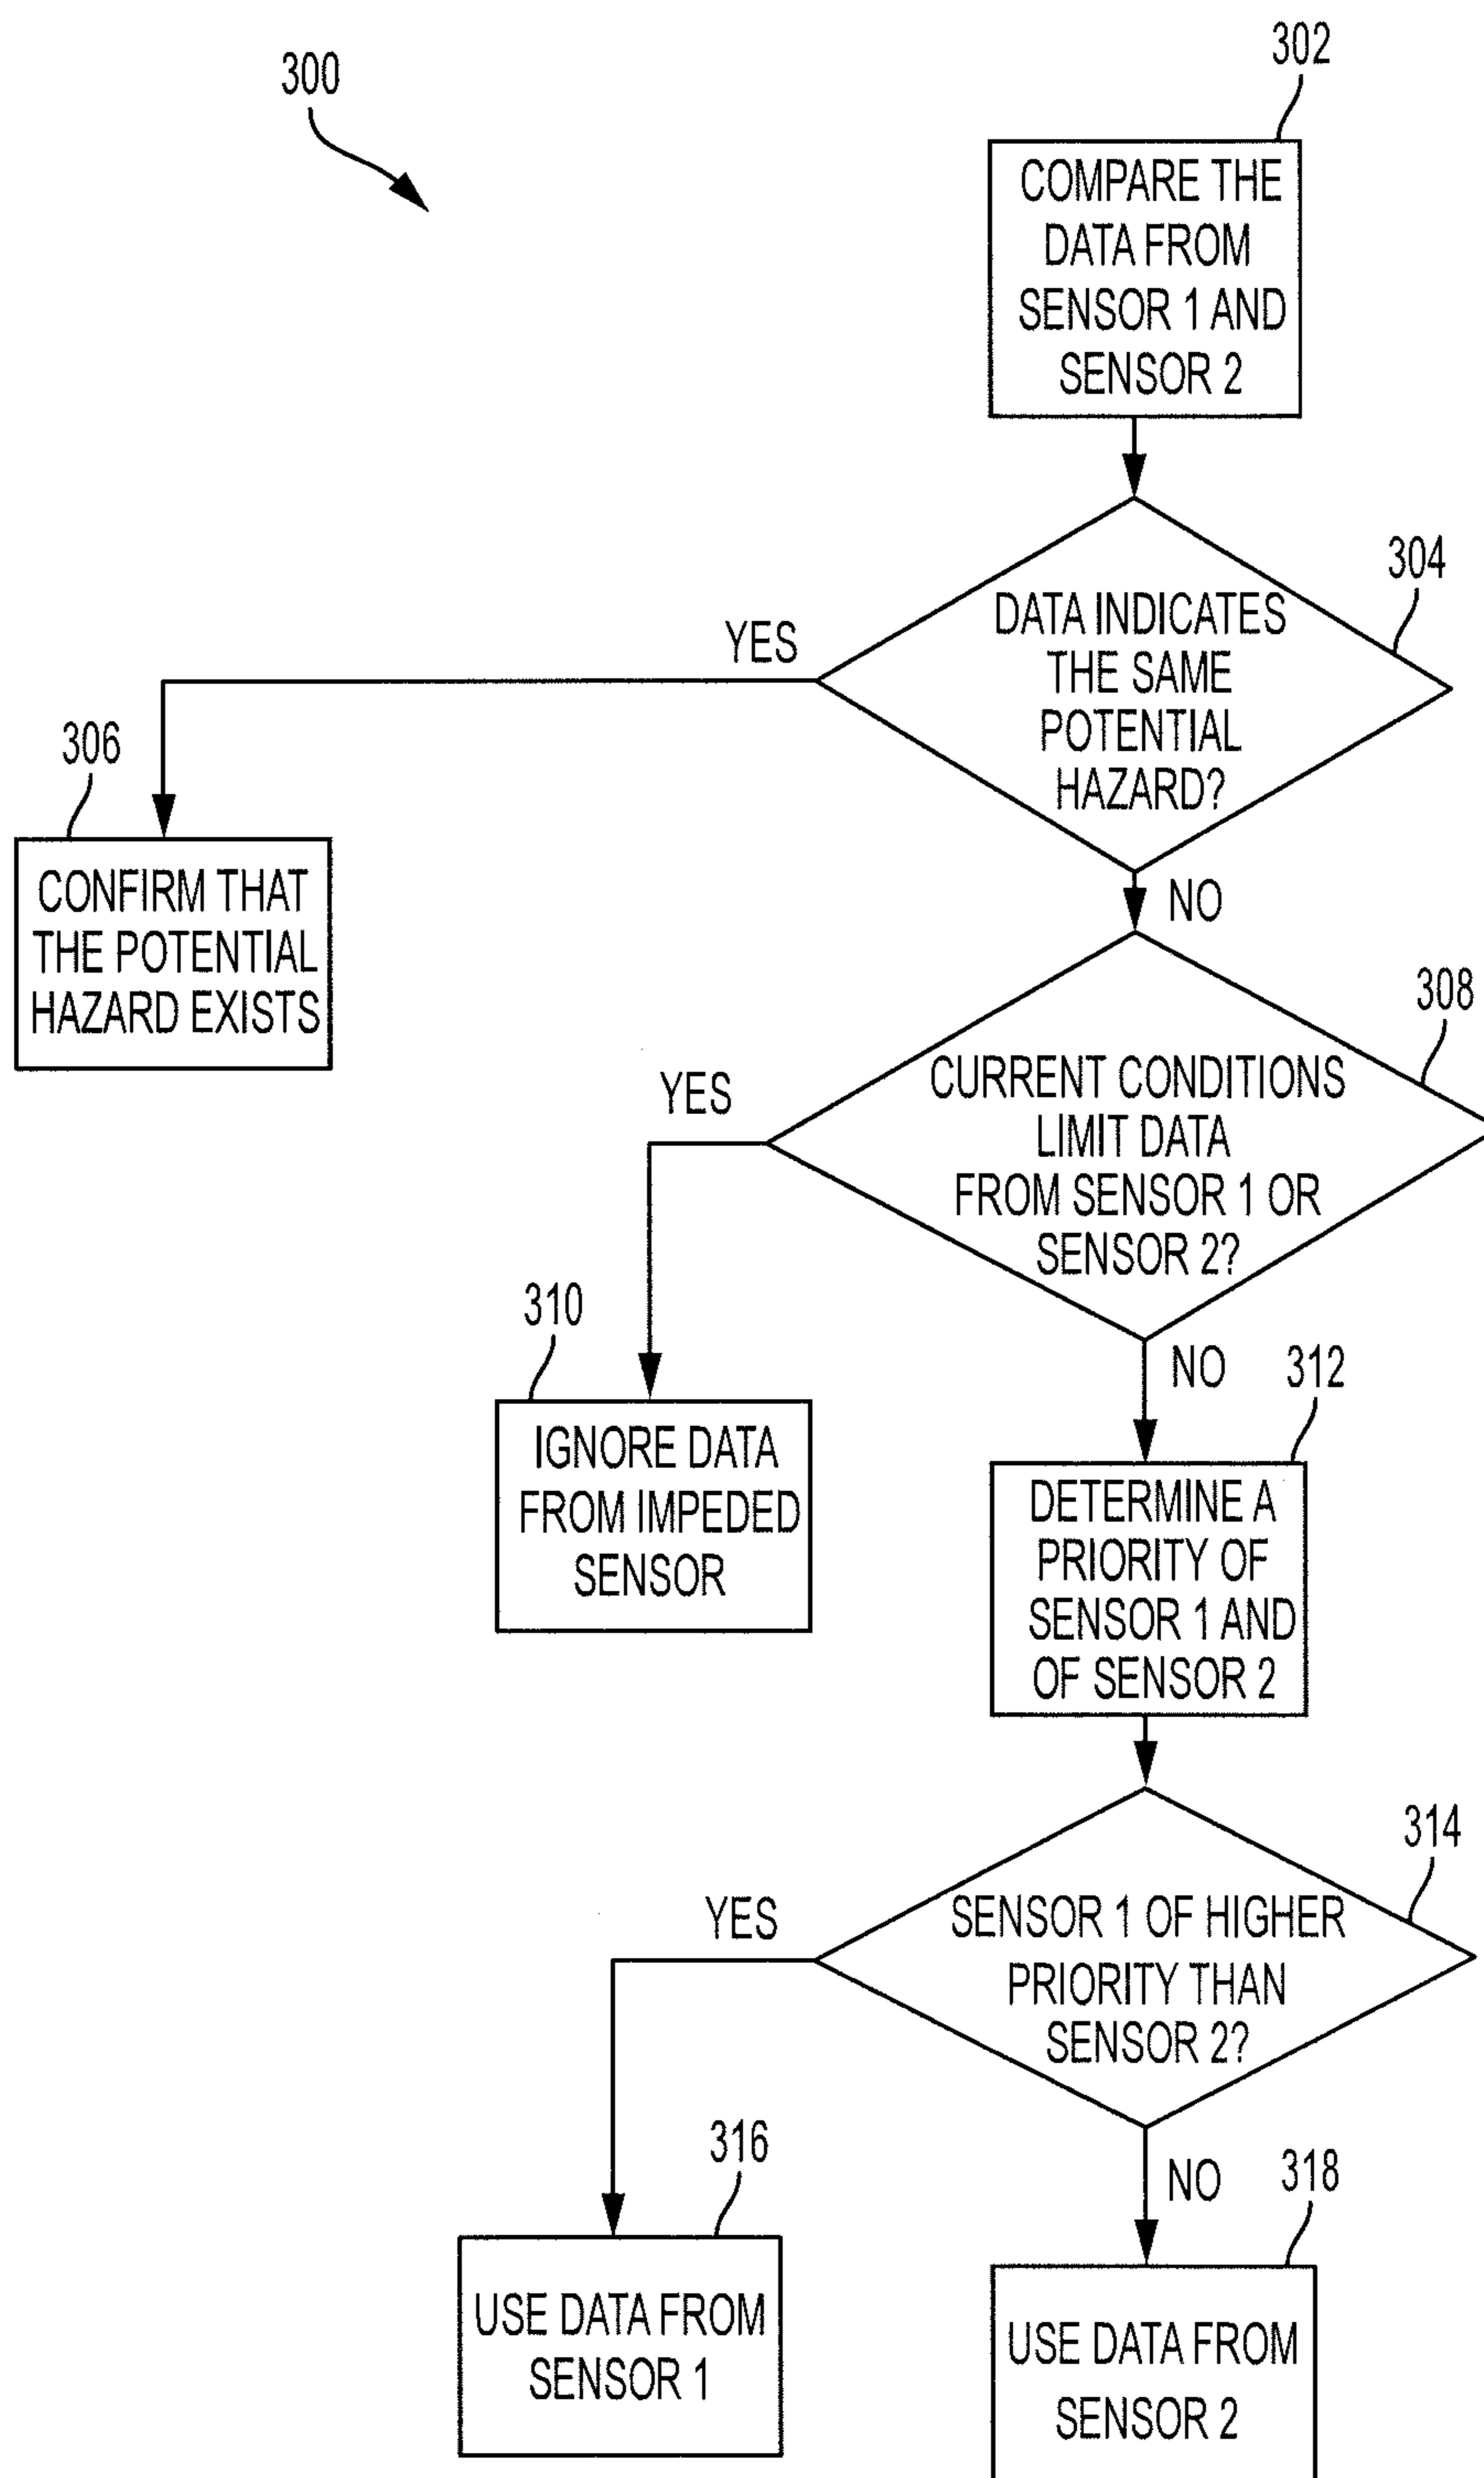 300
302
COMPARE THE
DATA FROM
SENSOR 1 AND
SENSOR 2
304
DATA INDICATES
THE SAME
POTENTIAL
HAZARD?
YES
306
CONFIRM THAT
THE POTENTIAL
HAZARD EXISTS
NO
308
CURRENT CONDITIONS
LIMIT DATA
FROM SENSOR 1 OR
SENSOR 2?
YES
310
IGNORE DATA
FROM IMPEDED
SENSOR
NO
312
DETERMINE A
PRIORITY OF
SENSOR 1 AND
OF SENSOR 2
314
SENSOR 1 OF HIGHER
PRIORITY THAN
SENSOR 2?
YES
316
USE DATA FROM
SENSOR 1
NO
318
USE DATA FROM
SENSOR 2